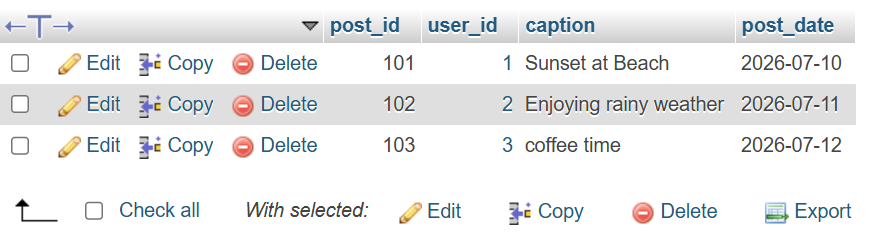 post_id user_id caption post_date
Edit Copy Delete 101 1 Sunset at Beach 2026-07-10
Edit Copy Delete 102 2 Enjoying rainy weather 2026-07-11
Edit Copy Delete 103 3 coffee time 2026-07-12
Check all With selected: Edit Copy Delete Export